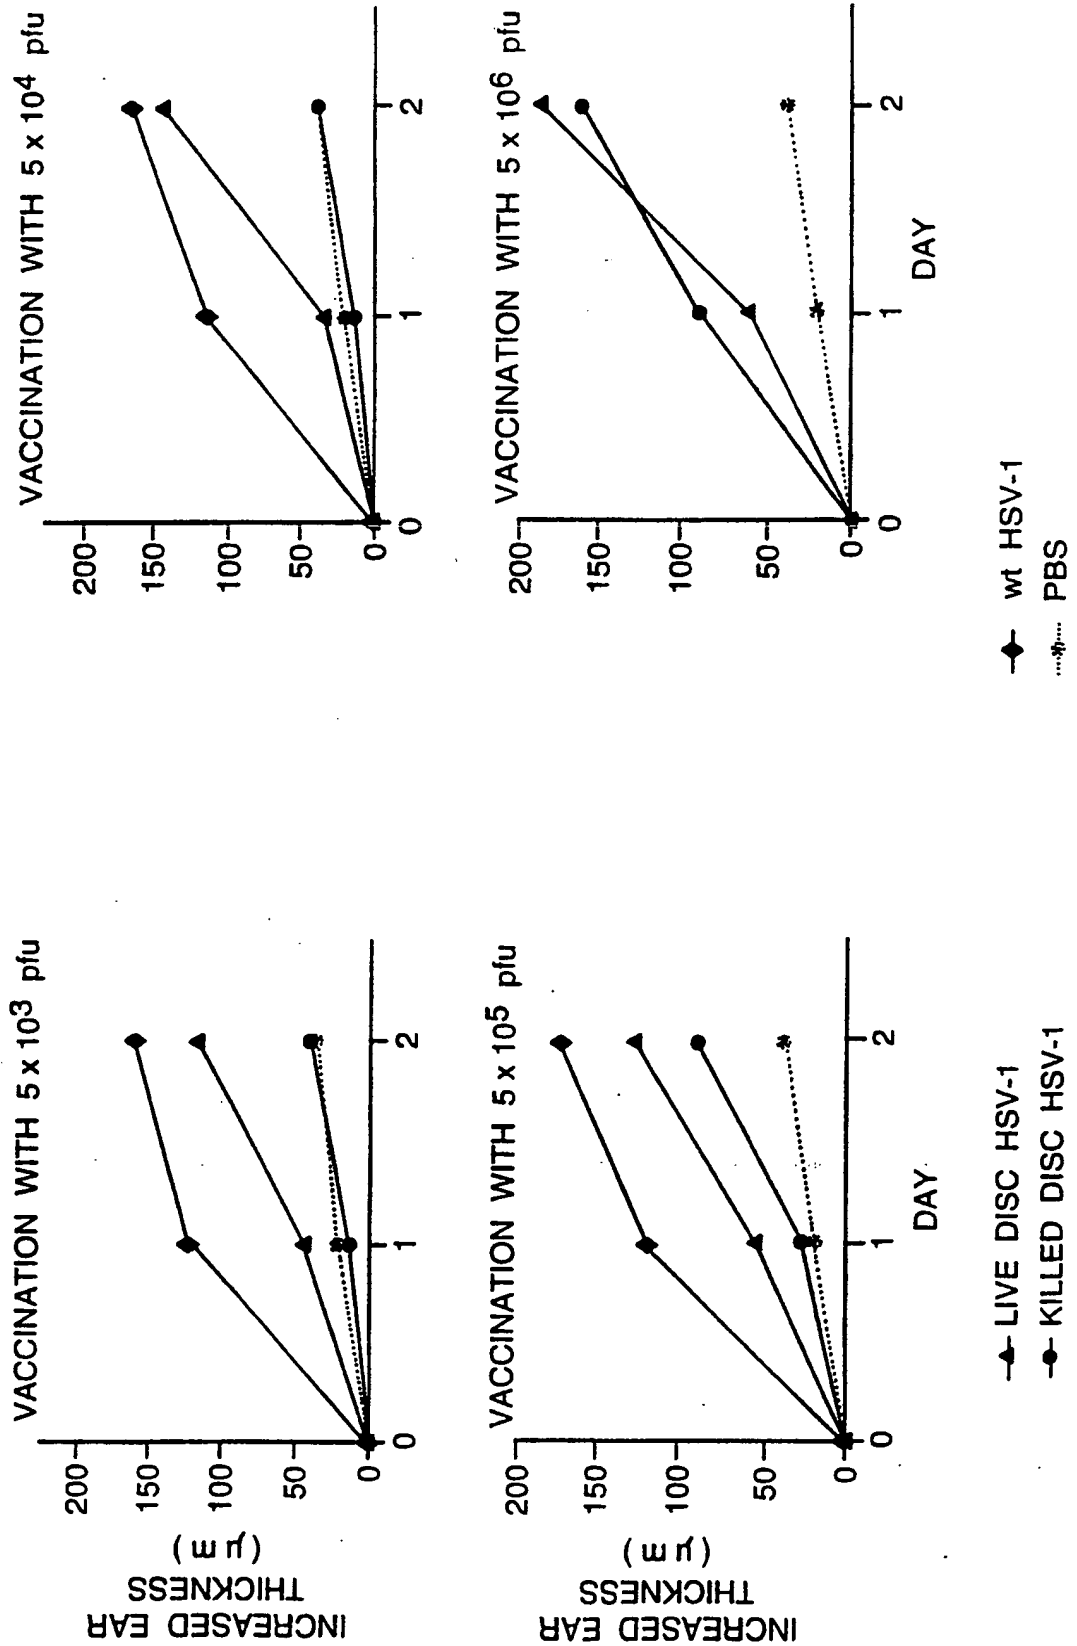 VACCINATION WITH 5 x 10³ pfu
INCREASED EAR
THICKNESS
(μm)
200
150
100
50
0
0
1
2
VACCINATION WITH 5 x 10⁴ pfu
200
150
100
50
0
0
1
2
VACCINATION WITH 5 x 10⁵ pfu
INCREASED EAR
THICKNESS
(μm)
200
150
100
50
0
0
1
2
DAY
VACCINATION WITH 5 x 10⁶ pfu
200
150
100
50
0
0
1
2
DAY
LIVE DISC HSV-1
KILLED DISC HSV-1
wt HSV-1
PBS